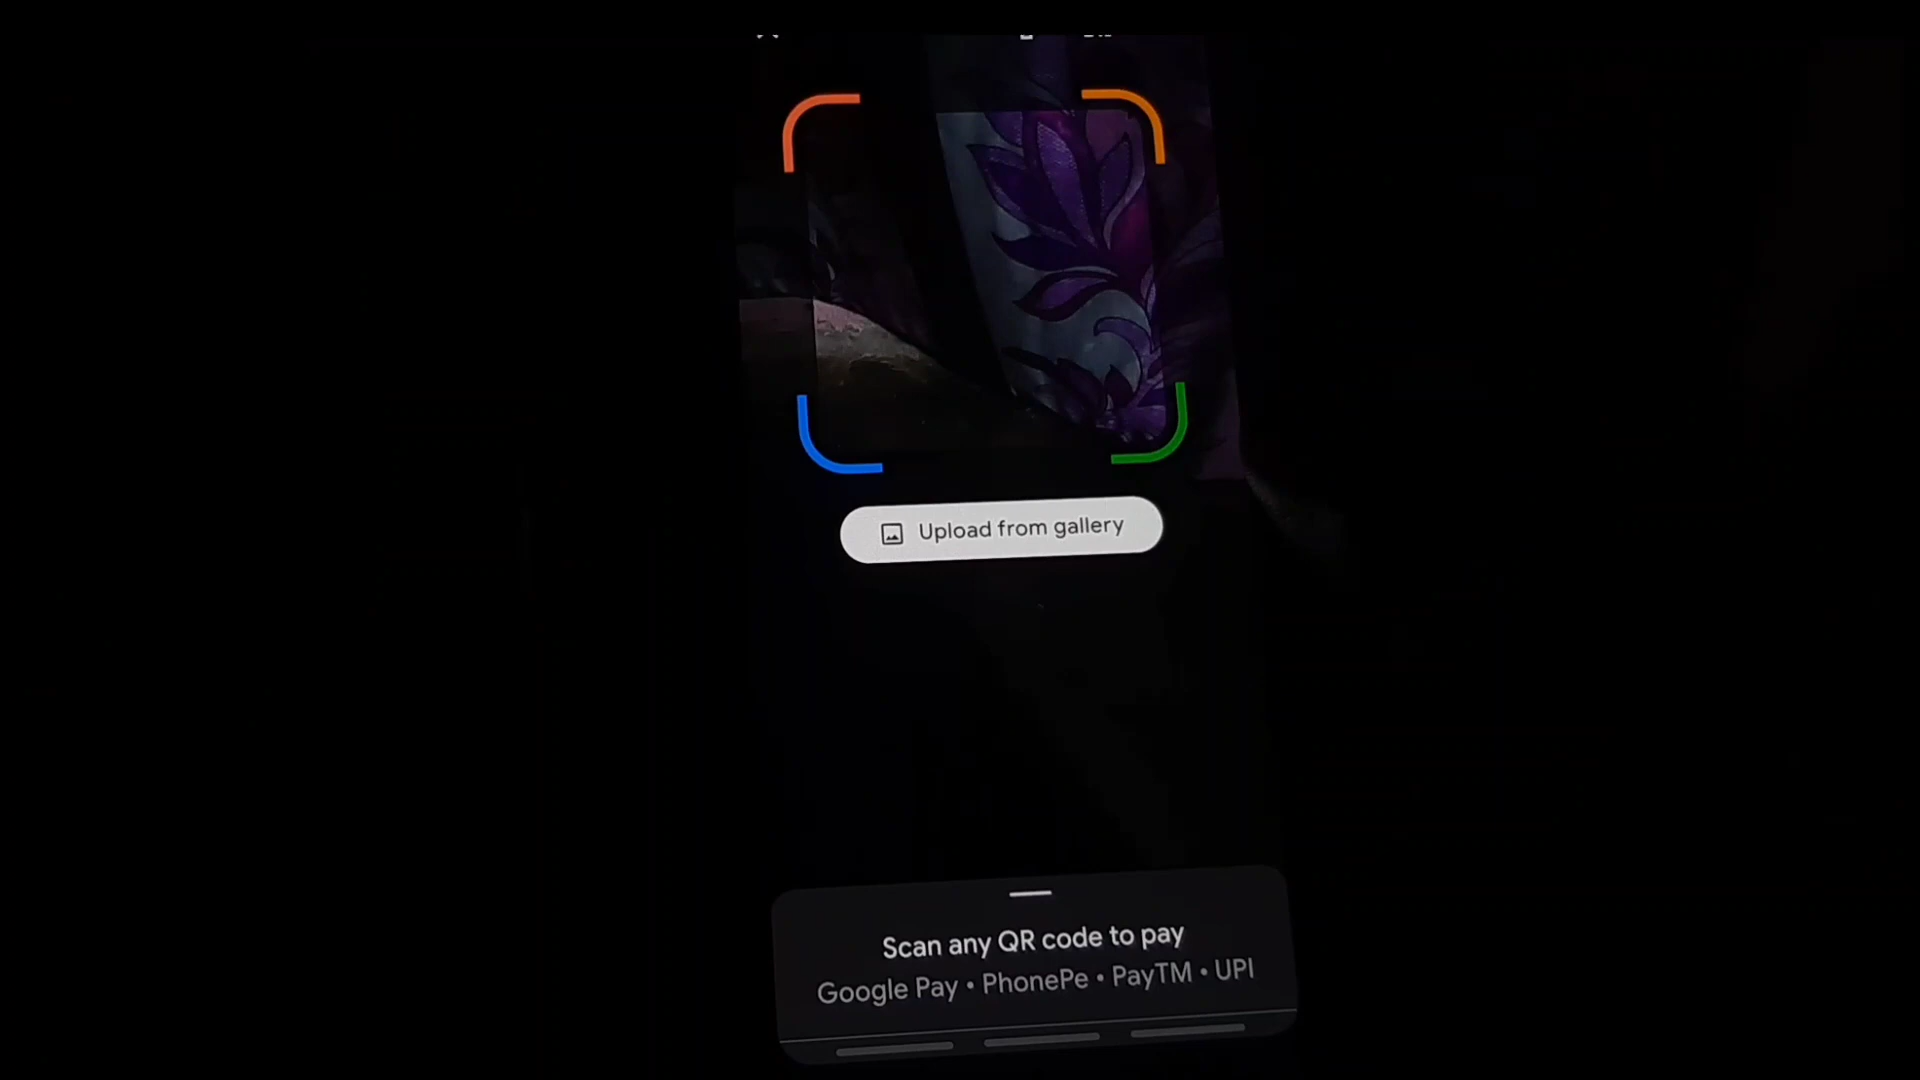 Upload from gallery
Scan any QR code to pay
Google Pay • PhonePe • PayTM • UPI